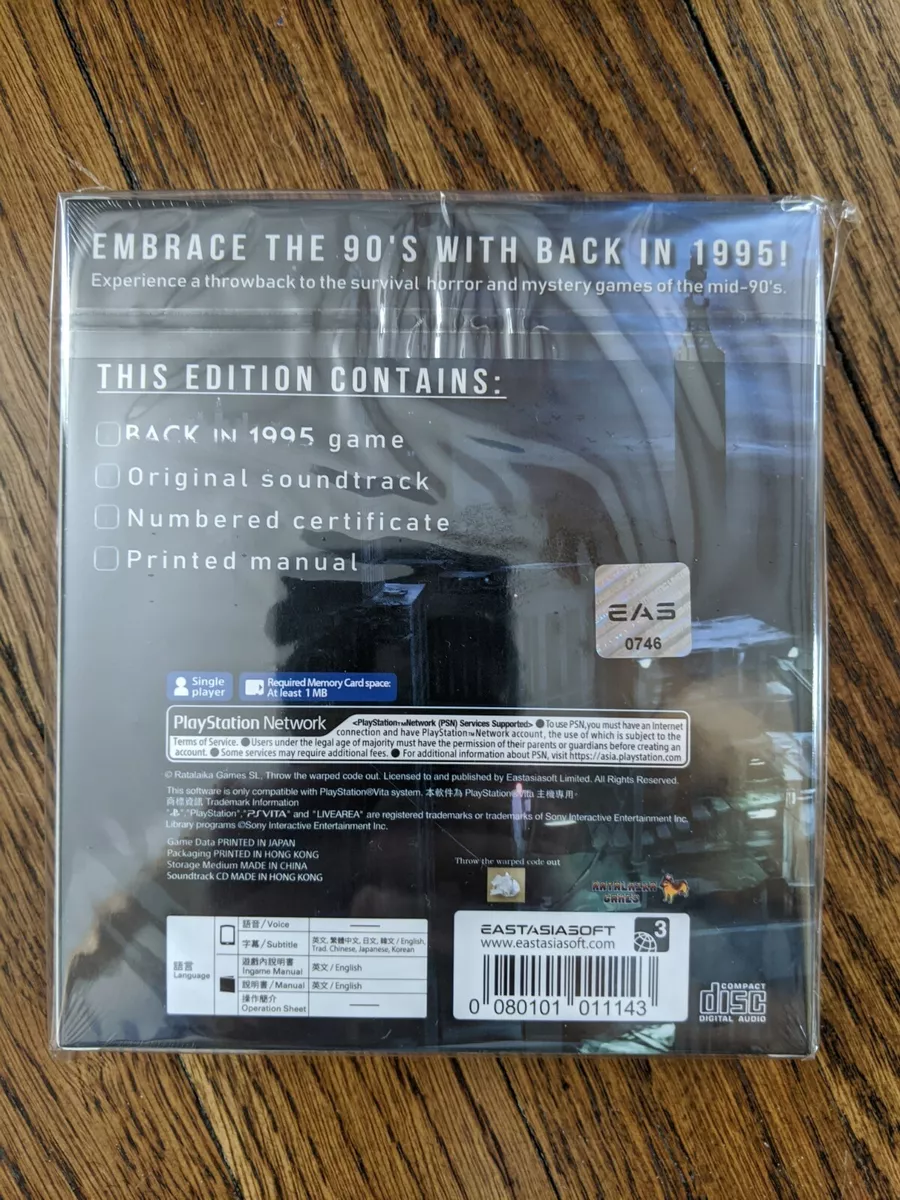 EMBRACE THE 90'S WITH BACK IN 1995!
Experience a throwback to the survival horror and mystery games of the mid-90's.
THIS EDITION CONTAINS:
BACK IN 1995 game
Original soundtrack
Numbered certificate
Printed manual
EAS
0746
Single
player
Required Memory Card space:
At least 1 MB
PlayStation Network
<PlayStation™Network (PSN) Services Supported> ●To use PSN, you must have an Internet
connection and have PlayStation™Network account, the use of which is subject to the
Terms of Service. ●Users under the legal age of majority must have the permission of their parents or guardians before creating an
account. ●Some services may require additional fees. ● For additional information about PSN, visit https://asia.playstation.com
© Ratalaika Games SL, Throw the warped code out. Licensed to and published by Eastasiasoft Limited. All Rights Reserved.
This software is only compatible with PlayStation®Vita system. 本軟件為 PlayStation®Vita 主機專用。
商標資訊 Trademark Information
"", "PlayStation", "PSVITA" and "LIVEAREA" are registered trademarks or trademarks of Sony Interactive Entertainment Inc.
Library programs ©Sony Interactive Entertainment Inc.
Game Data PRINTED IN JAPAN
Packaging PRINTED IN HONG KONG
Storage Medium MADE IN CHINA
Soundtrack CD MADE IN HONG KONG
Throw the warped code out
RATALAIKA
GAMES
語言
Language
語音 / Voice
字幕 / Subtitle
英文, 繁體中文, 日文, 韓文 / English,
Trad. Chinese, Japanese, Korean
遊戲內說明書
Ingame Manual
英文 / English
說明書 / Manual
英文 / English
操作簡介
Operation Sheet
EASTASIASOFT
www.eastasiasoft.com
3
0 080101 011143
COMPACT
disc
DIGITAL AUDIO